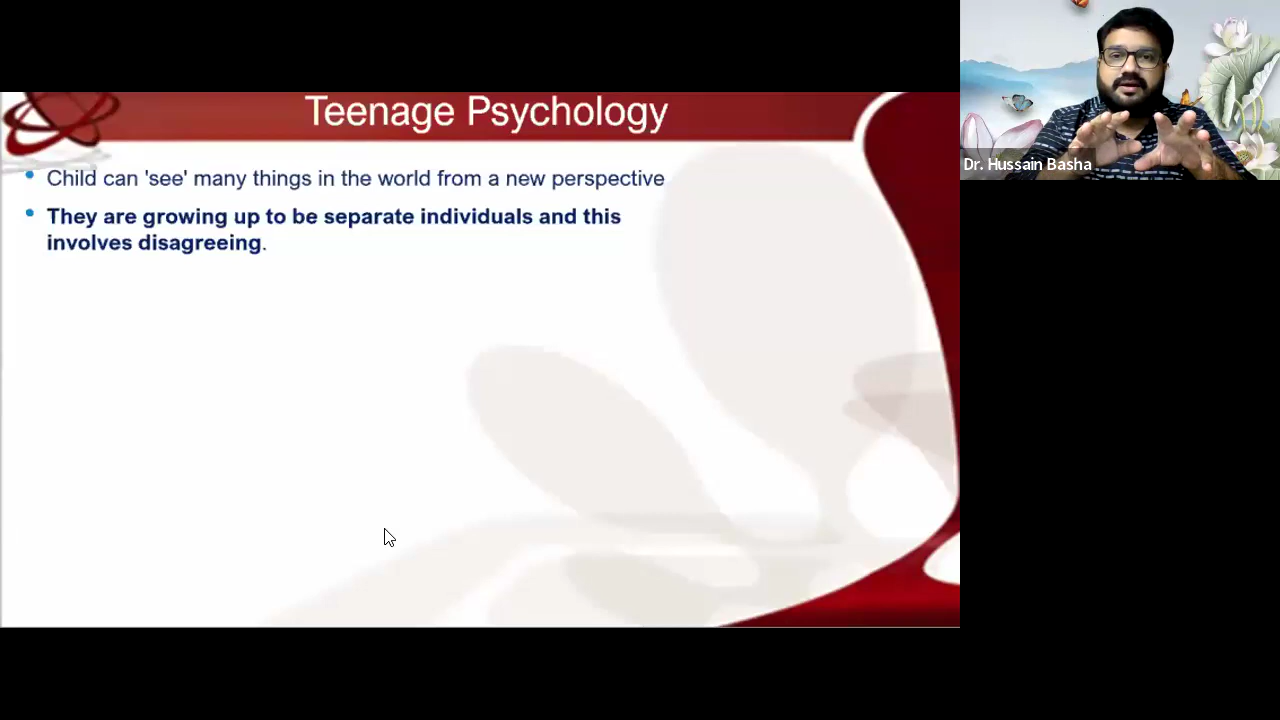 Teenage Psychology
• Child can 'see' many things in the world from a new perspective
• They are growing up to be separate individuals and this
involves disagreeing.
Dr. Hussain Basha